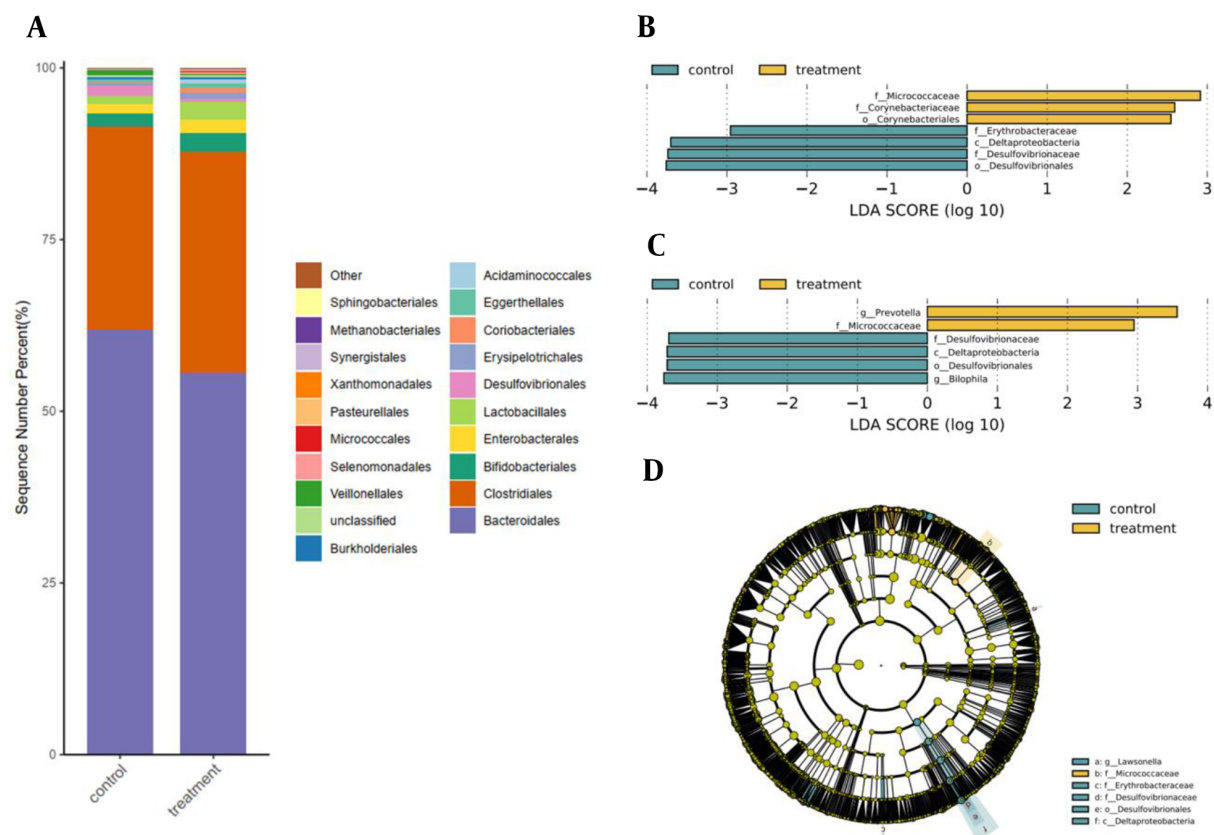 A
100
75
50
25
0
Sequence Number Percent(%)
control
treatment
Other
Sphingobacteriales
Methanobacteriales
Synergistales
Xanthomonadales
Pasteurellales
Micrococcales
Selenomonadales
Veillonellales
unclassified
Burkholderiales
Acidaminococcales
Eggerthellales
Coriobacteriales
Erysipelotrichales
Desulfovibrionales
Lactobacillales
Enterobacterales
Bifidobacteriales
Clostridiales
Bacteroidales
B
control treatment
f__Micrococcaceae
f__Corynebacteriaceae
o__Corynebacteriales
f__Erythrobacteraceae
c__Deltaproteobacteria
f__Desulfovibrionaceae
o__Desulfovibrionales
−4 −3 −2 −1 0 1 2 3
LDA SCORE (log 10)
C
control treatment
g__Prevotella
f__Micrococcaceae
f__Desulfovibrionaceae
c__Deltaproteobacteria
o__Desulfovibrionales
g__Bilophila
−4 −3 −2 −1 0 1 2 3 4
LDA SCORE (log 10)
D
control
treatment
b
a
c
d
e
f
a: g__Lawsonella
b: f__Micrococcaceae
c: f__Erythrobacteraceae
d: f__Desulfovibrionaceae
e: o__Desulfovibrionales
f: c__Deltaproteobacteria